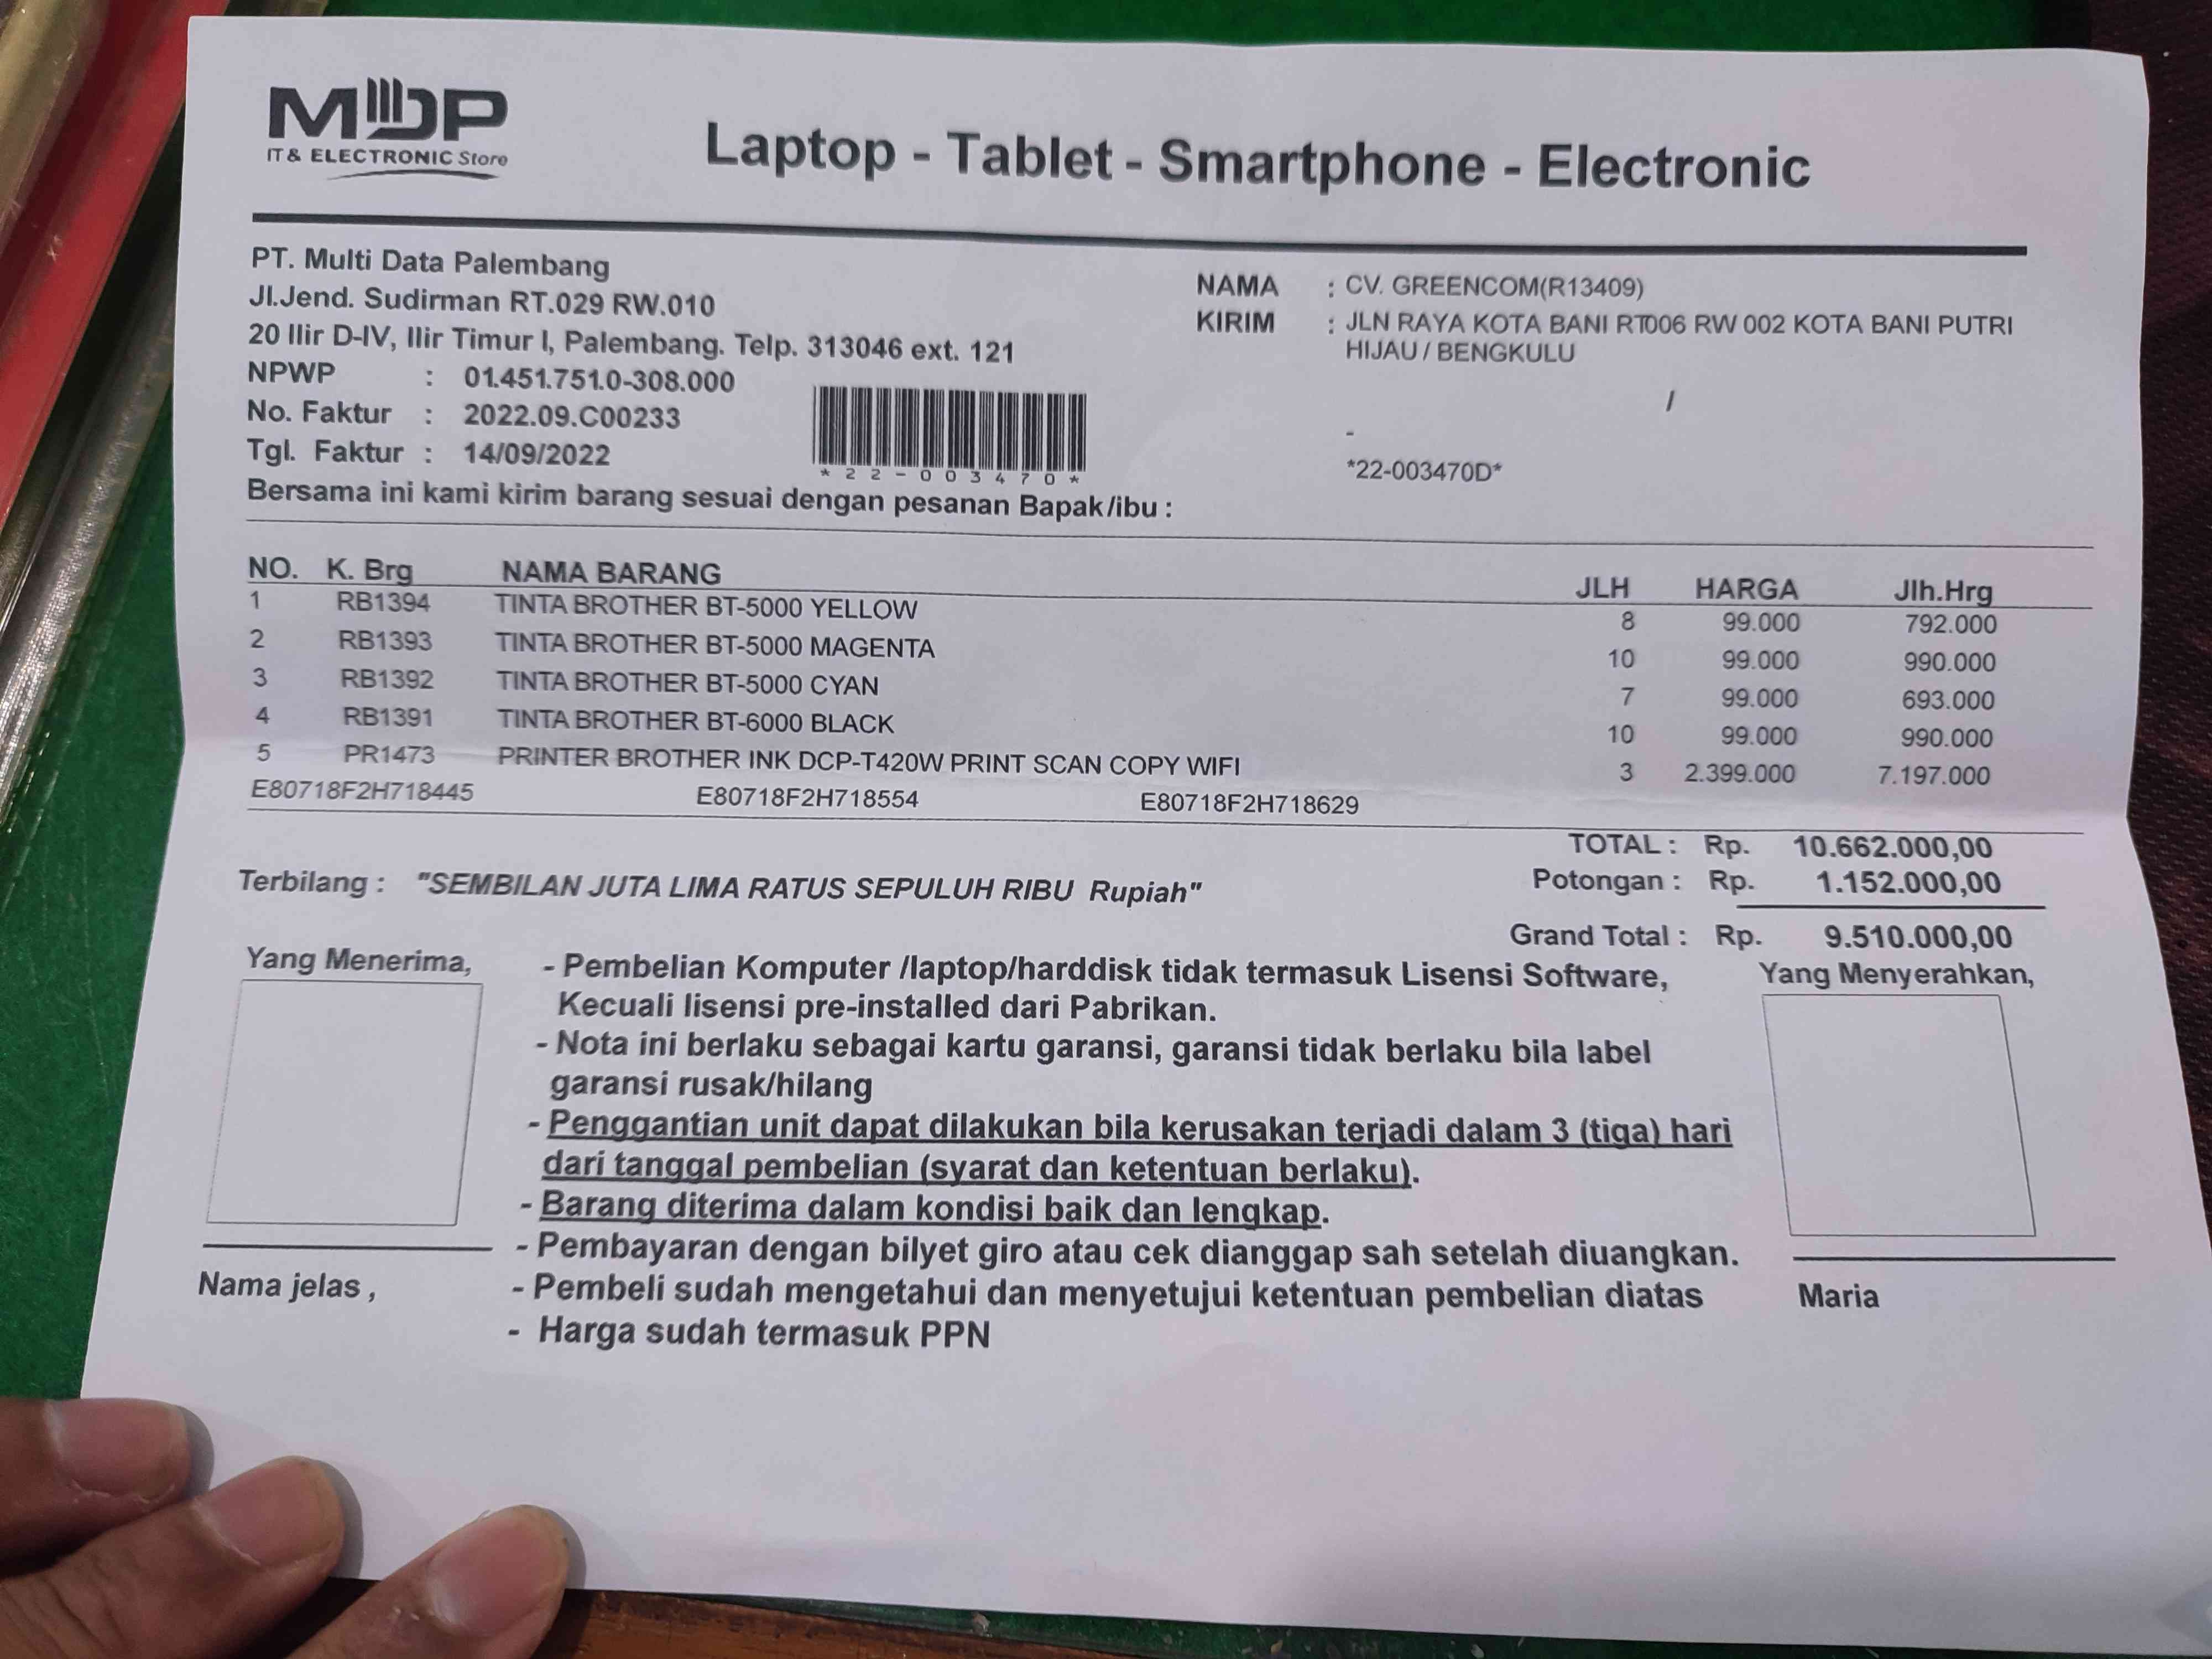 MDP
IT & ELECTRONIC Store
Laptop - Tablet - Smartphone - Electronic
PT. Multi Data Palembang
Jl.Jend. Sudirman RT.029 RW.010
20 Ilir D-IV, Ilir Timur I, Palembang. Telp. 313046 ext. 121
NPWP : 01.451.751.0-308.000
No. Faktur : 2022.09.C00233
Tgl. Faktur : 14/09/2022
*22-003470*
NAMA : CV. GREENCOM(R13409)
KIRIM : JLN RAYA KOTA BANI RT006 RW 002 KOTA BANI PUTRI
HIJAU / BENGKULU
/
-
*22-003470D*
Bersama ini kami kirim barang sesuai dengan pesanan Bapak/ibu :
NO. K. Brg NAMA BARANG JLH HARGA Jlh.Hrg
1 RB1394 TINTA BROTHER BT-5000 YELLOW 8 99.000 792.000
2 RB1393 TINTA BROTHER BT-5000 MAGENTA 10 99.000 990.000
3 RB1392 TINTA BROTHER BT-5000 CYAN 7 99.000 693.000
4 RB1391 TINTA BROTHER BT-6000 BLACK 10 99.000 990.000
5 PR1473 PRINTER BROTHER INK DCP-T420W PRINT SCAN COPY WIFI 3 2.399.000 7.197.000
E80718F2H718445 E80718F2H718554 E80718F2H718629
TOTAL : Rp. 10.662.000,00
Potongan : Rp. 1.152.000,00
Terbilang : "SEMBILAN JUTA LIMA RATUS SEPULUH RIBU Rupiah"
Grand Total : Rp. 9.510.000,00
Yang Menerima,
- Pembelian Komputer /laptop/harddisk tidak termasuk Lisensi Software,
Kecuali lisensi pre-installed dari Pabrikan.
- Nota ini berlaku sebagai kartu garansi, garansi tidak berlaku bila label
garansi rusak/hilang
- Penggantian unit dapat dilakukan bila kerusakan terjadi dalam 3 (tiga) hari
dari tanggal pembelian (syarat dan ketentuan berlaku).
- Barang diterima dalam kondisi baik dan lengkap.
- Pembayaran dengan bilyet giro atau cek dianggap sah setelah diuangkan.
- Pembeli sudah mengetahui dan menyetujui ketentuan pembelian diatas
- Harga sudah termasuk PPN
Yang Menyerahkan,
Nama jelas ,
Maria